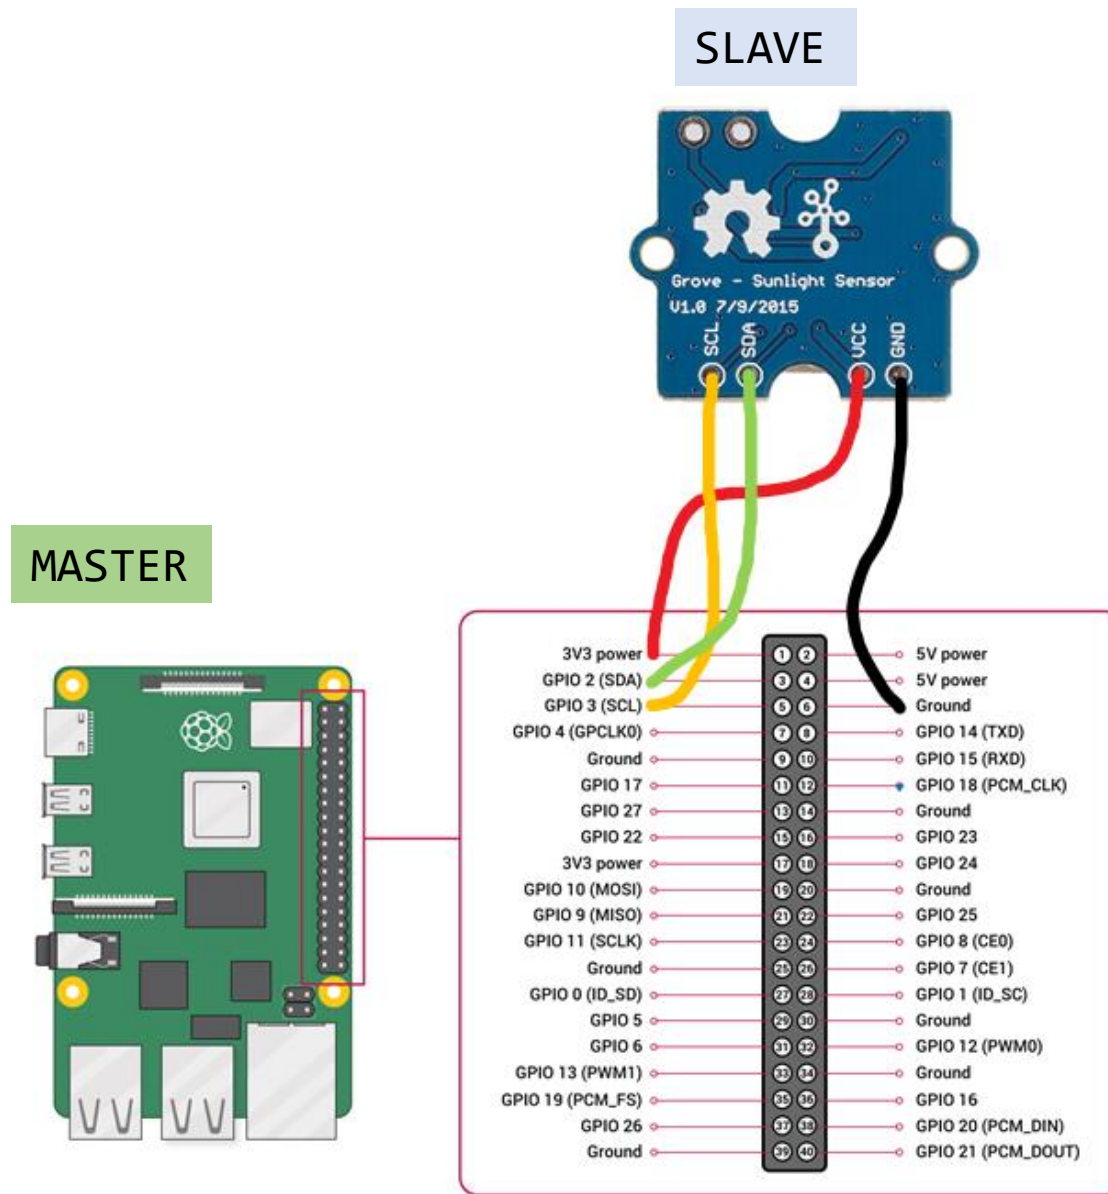 SLAVE
Grove - Sunlight Sensor
V1.0 7/9/2015
SCL SDA VCC GND
MASTER
3V3 power 1 2 5V power
GPIO 2 (SDA) 3 4 5V power
GPIO 3 (SCL) 5 6 Ground
GPIO 4 (GPCLK0) 7 8 GPIO 14 (TXD)
Ground 9 10 GPIO 15 (RXD)
GPIO 17 11 12 GPIO 18 (PCM_CLK)
GPIO 27 13 14 Ground
GPIO 22 15 16 GPIO 23
3V3 power 17 18 GPIO 24
GPIO 10 (MOSI) 19 20 Ground
GPIO 9 (MISO) 21 22 GPIO 25
GPIO 11 (SCLK) 23 24 GPIO 8 (CE0)
Ground 25 26 GPIO 7 (CE1)
GPIO 0 (ID_SD) 27 28 GPIO 1 (ID_SC)
GPIO 5 29 30 Ground
GPIO 6 31 32 GPIO 12 (PWM0)
GPIO 13 (PWM1) 33 34 Ground
GPIO 19 (PCM_FS) 35 36 GPIO 16
GPIO 26 37 38 GPIO 20 (PCM_DIN)
Ground 39 40 GPIO 21 (PCM_DOUT)